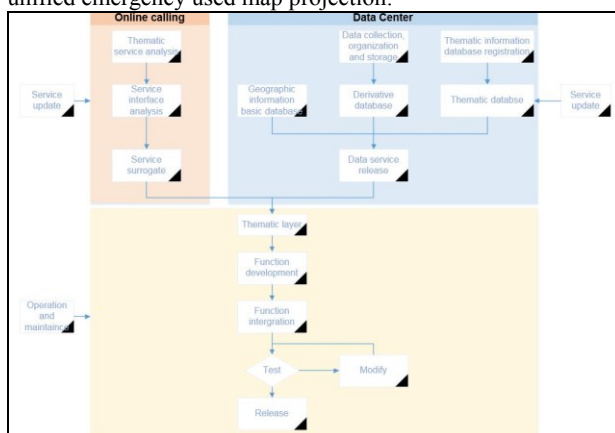 unified emergency used map projection.
Online calling
Data Center
Thematic
service analysis
Data collection,
organization
and storage
Thematic information
database registration
Service
update
Service
interface
analysis
Geographic
information
basic database
Derivative
database
Thematic databse
Service
update
Service
surrogate
Data service
release
Thematic layer
Function
development
Operation
and
maintaince
Function
intergration
Test
Modify
Release